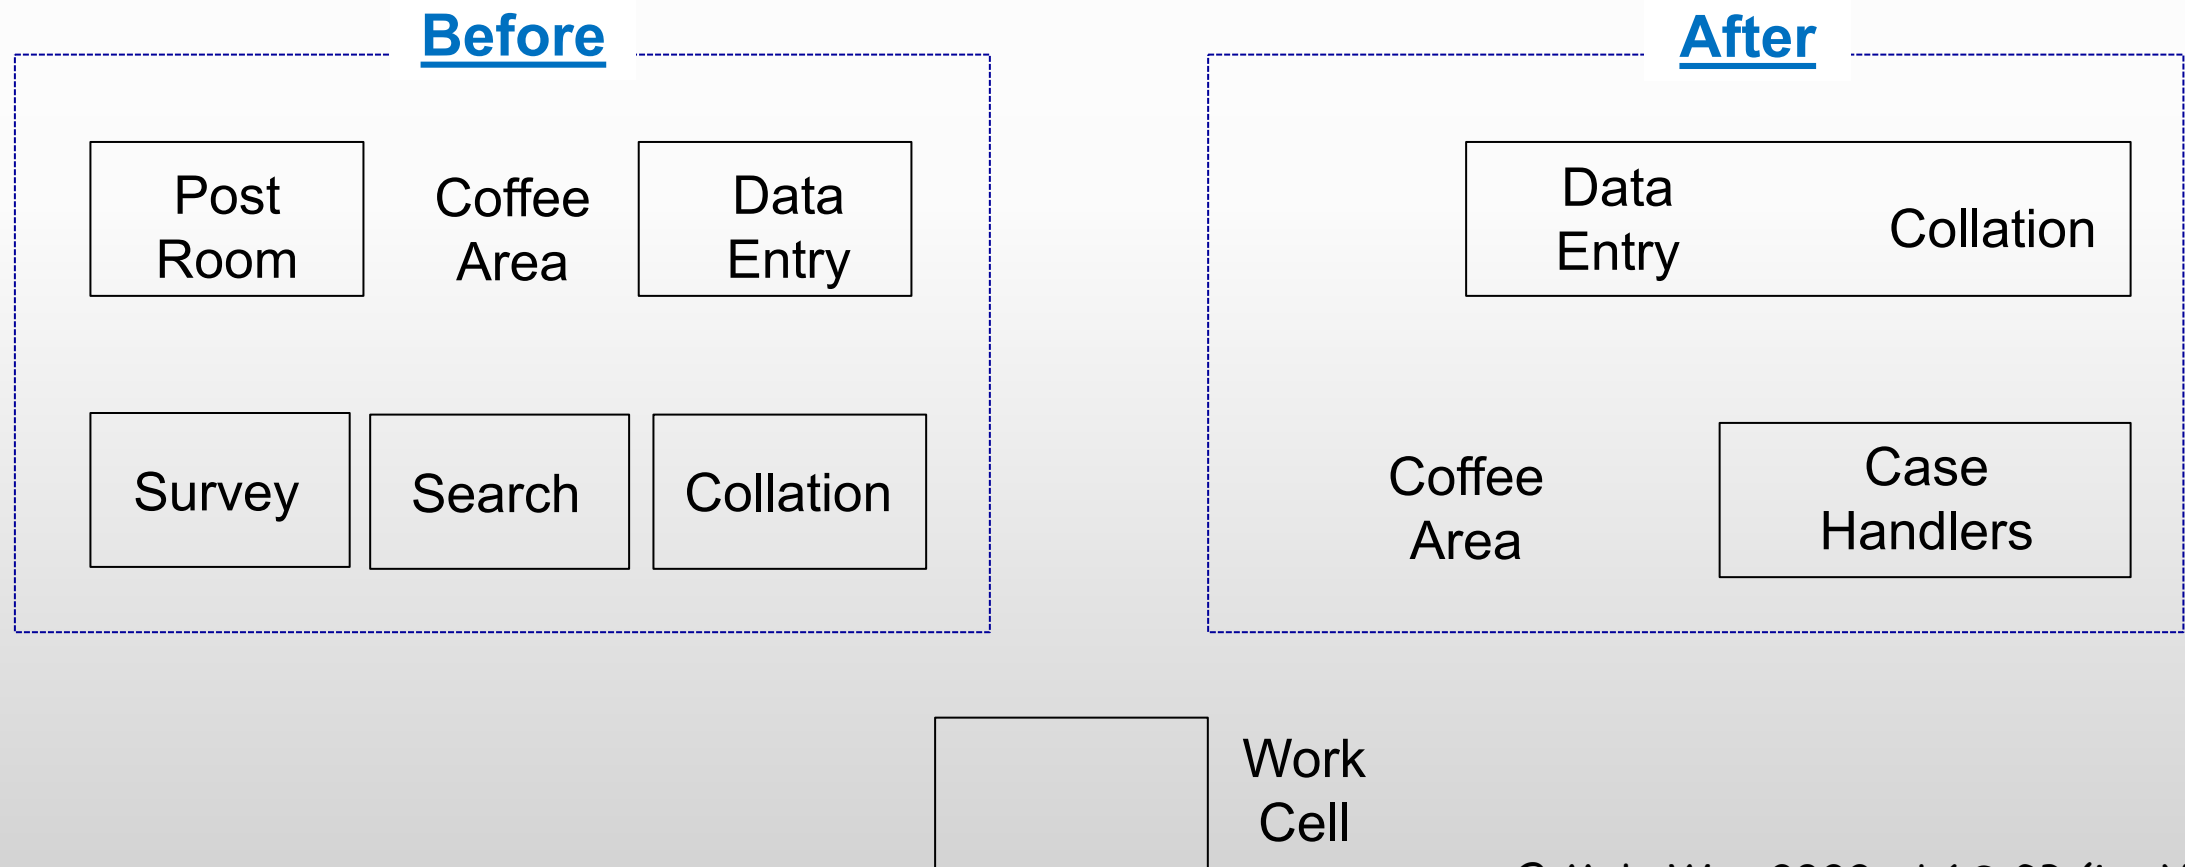 Before
Post
Room
Coffee
Area
Data
Entry
Survey
Search
Collation
After
Data
Entry
Collation
Coffee
Area
Case
Handlers
Work
Cell